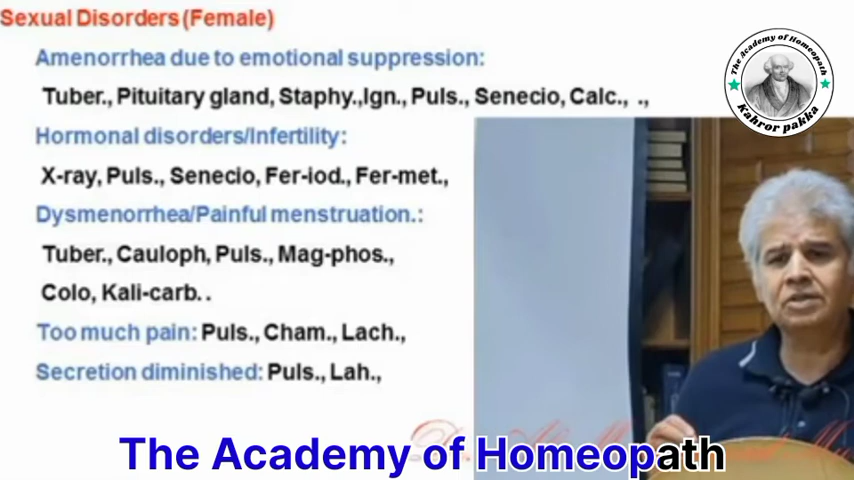 Sexual Disorders (Female)
Amenorrhea due to emotional suppression:
Tuber., Pituitary gland, Staphy.,Ign., Puls., Senecio, Calc., .,
Hormonal disorders/Infertility:
X-ray, Puls., Senecio, Fer-iod., Fer-met.,
Dysmenorrhea/Painful menstruation.:
Tuber., Cauloph, Puls., Mag-phos.,
Colo, Kali-carb. .
Too much pain: Puls., Cham., Lach.,
Secretion diminished: Puls., Lah.,
The Academy of Homeopath
Kahror pakka
The Academy of Homeopath